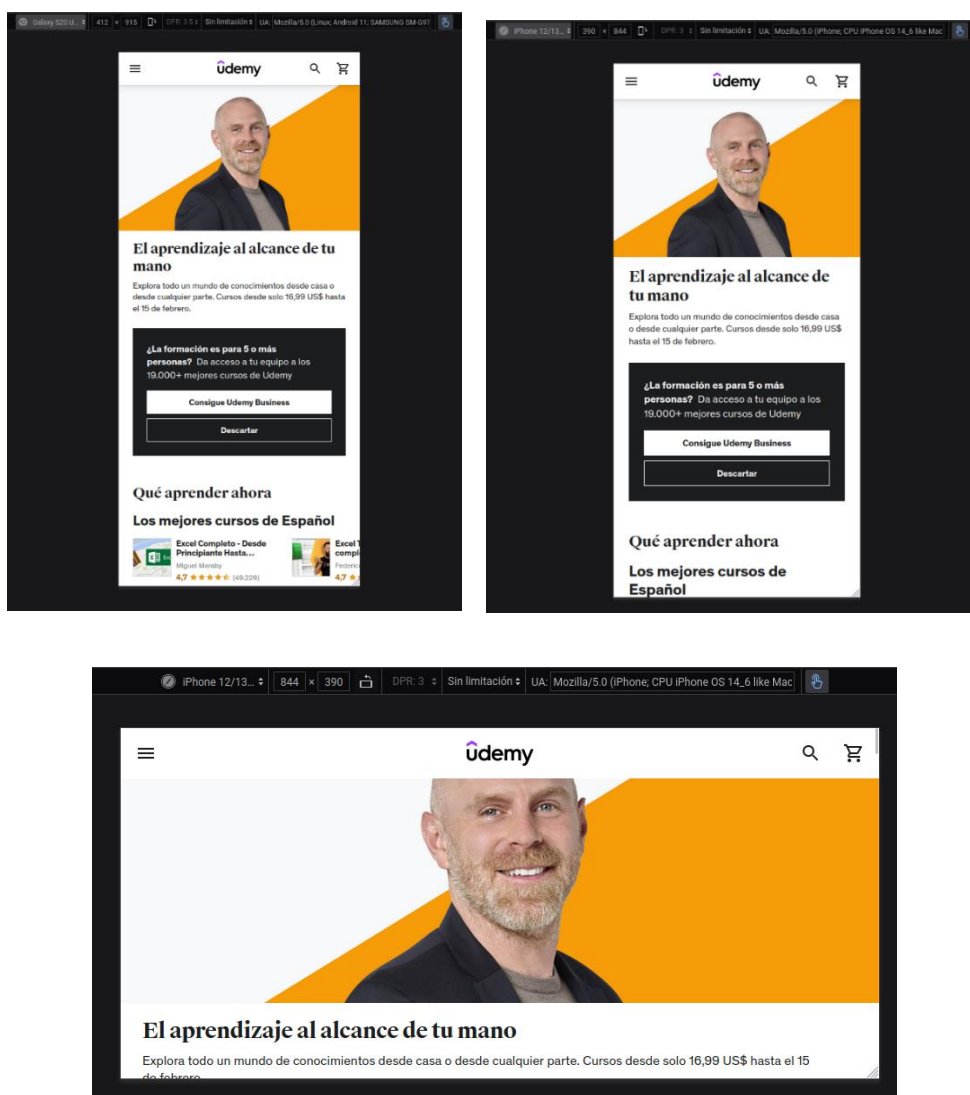 Galaxy S20 U... 412 × 915 DPR: 3.5 Sin limitación UA: Mozilla/5.0 (Linux; Android 11; SAMSUNG SM-G97
ûdemy
El aprendizaje al alcance de tu
mano
Explora todo un mundo de conocimientos desde casa o
desde cualquier parte. Cursos desde solo 16,99 US$ hasta
el 15 de febrero.
¿La formación es para 5 o más
personas? Da acceso a tu equipo a los
19.000+ mejores cursos de Udemy
Consigue Udemy Business
Descartar
Qué aprender ahora
Los mejores cursos de Español
Excel Completo - Desde
Principiante Hasta...
Miguel Maraby
4,7 (49.229)
Excel T
compl
Federico
4,7
iPhone 12/13... 390 × 844 DPR: 3 Sin limitación UA: Mozilla/5.0 (iPhone; CPU iPhone OS 14_6 like Mac
ûdemy
El aprendizaje al alcance de
tu mano
Explora todo un mundo de conocimientos desde casa
o desde cualquier parte. Cursos desde solo 16,99 US$
hasta el 15 de febrero.
¿La formación es para 5 o más
personas? Da acceso a tu equipo a los
19.000+ mejores cursos de Udemy
Consigue Udemy Business
Descartar
Qué aprender ahora
Los mejores cursos de
Español
iPhone 12/13... 844 × 390 DPR: 3 Sin limitación UA: Mozilla/5.0 (iPhone; CPU iPhone OS 14_6 like Mac
ûdemy
El aprendizaje al alcance de tu mano
Explora todo un mundo de conocimientos desde casa o desde cualquier parte. Cursos desde solo 16,99 US$ hasta el 15
de febrero